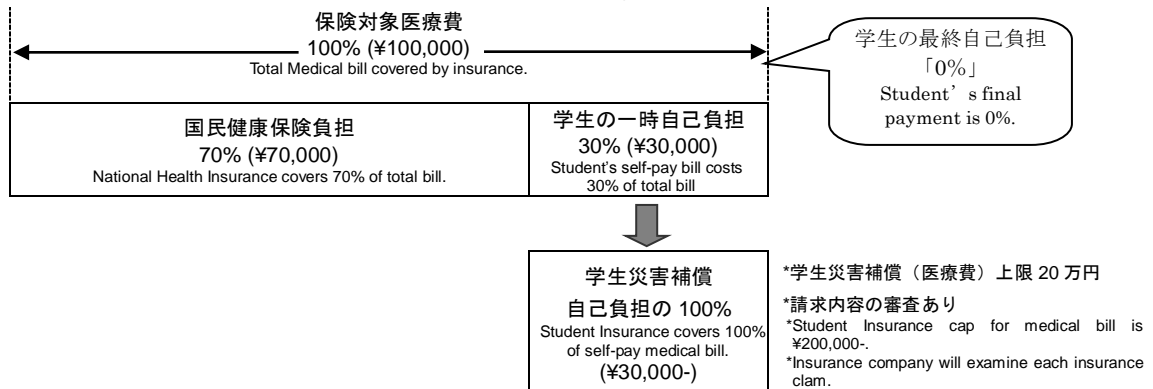 保険対象医療費
100% (¥100,000)
Total Medical bill covered by insurance.
学生の最終自己負担
「0%」
Student’s final
payment is 0%.
国民健康保険負担
70% (¥70,000)
National Health Insurance covers 70% of total bill.
学生の一時自己負担
30% (¥30,000)
Student’s self-pay bill costs
30% of total bill
学生災害補償
自己負担の 100%
Student Insurance covers 100%
of self-pay medical bill.
(¥30,000-)
*学生災害補償（医療費）上限 20 万円
*請求内容の審査あり
*Student Insurance cap for medical bill is
¥200,000-.
*Insurance company will examine each insurance
clam.